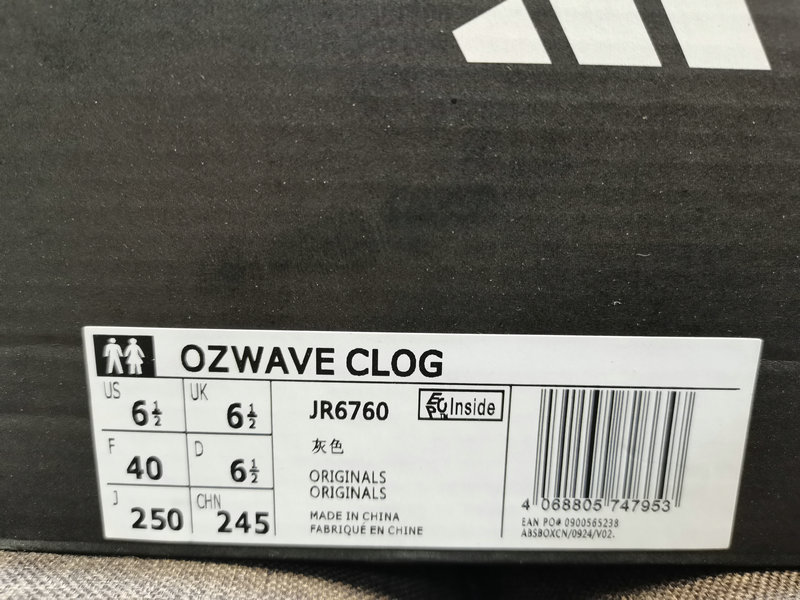 OZWAVE CLOG
US 6½ UK 6½
F 40 D 6½
J 250 CHN 245
JR6760
Inside
灰色
ORIGINALS
ORIGINALS
MADE IN CHINA
FABRIQUÉ EN CHINE
4 068805 747953
EAN PO# 0900565238
ABSBOXCN/0924/V02.